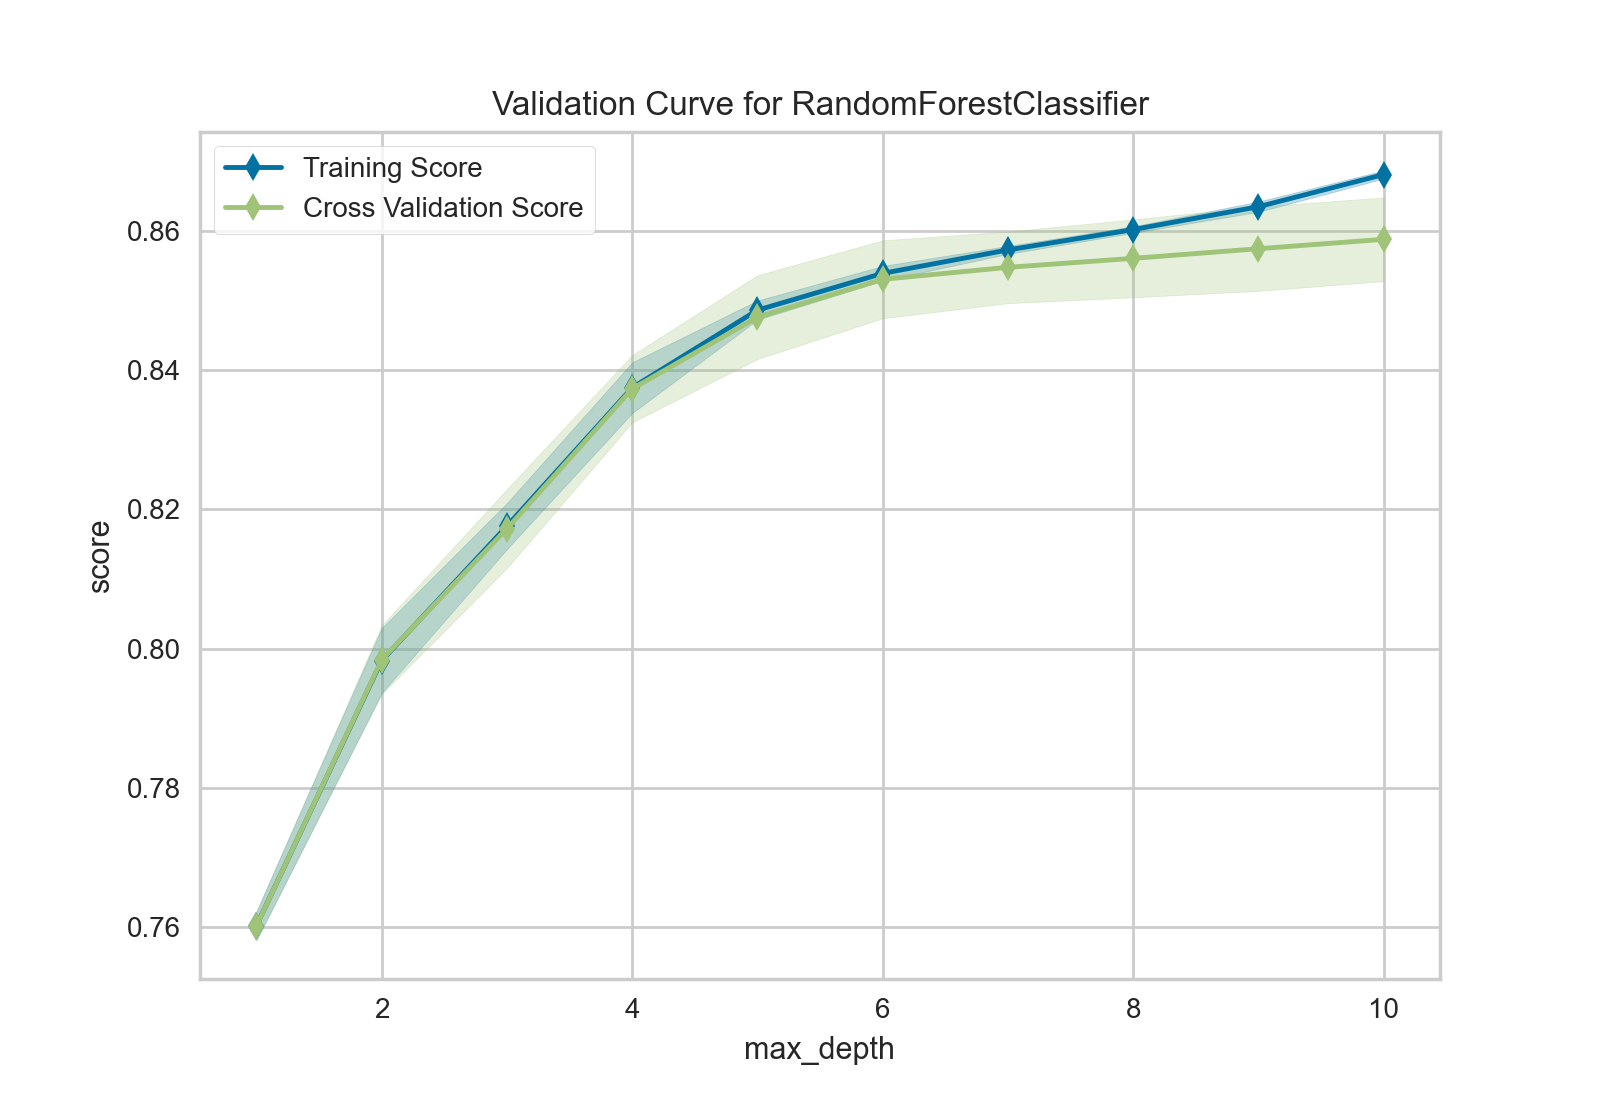 Validation Curve for RandomForestClassifier
Training Score
Cross Validation Score
0.86
0.84
0.82
0.80
0.78
0.76
score
2 4 6 8 10
max_depth